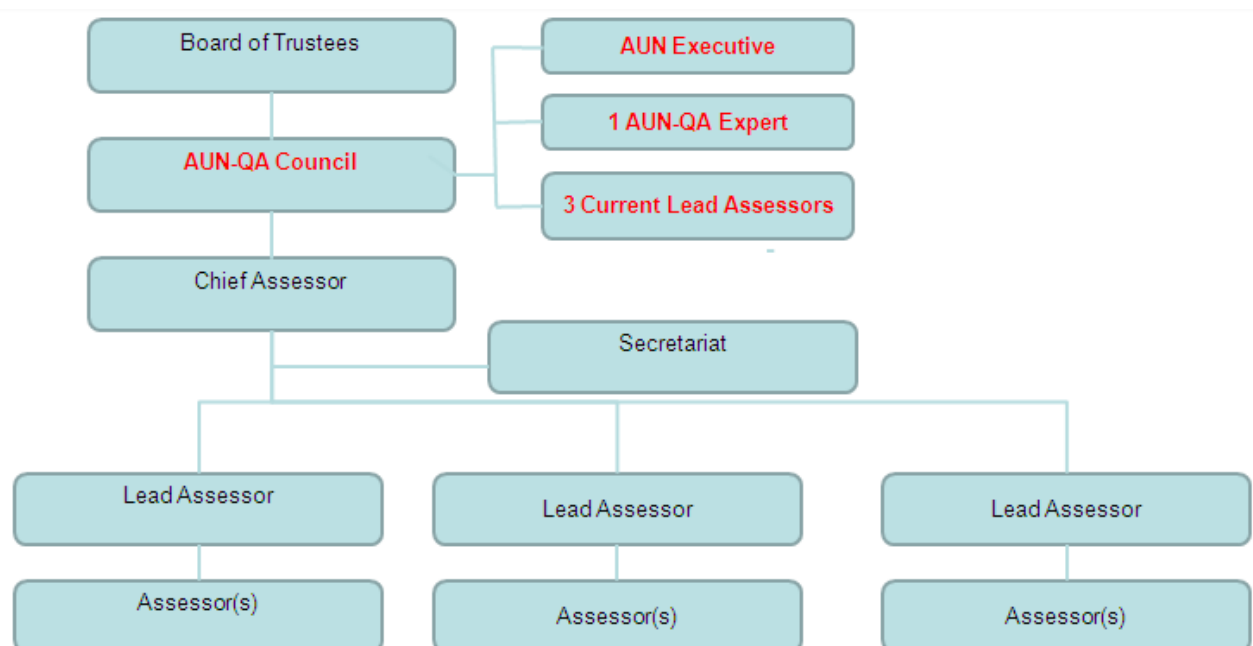 Board of Trustees
AUN Executive
1 AUN-QA Expert
AUN-QA Council
3 Current Lead Assessors
Chief Assessor
Secretariat
Lead Assessor
Lead Assessor
Lead Assessor
Assessor(s)
Assessor(s)
Assessor(s)